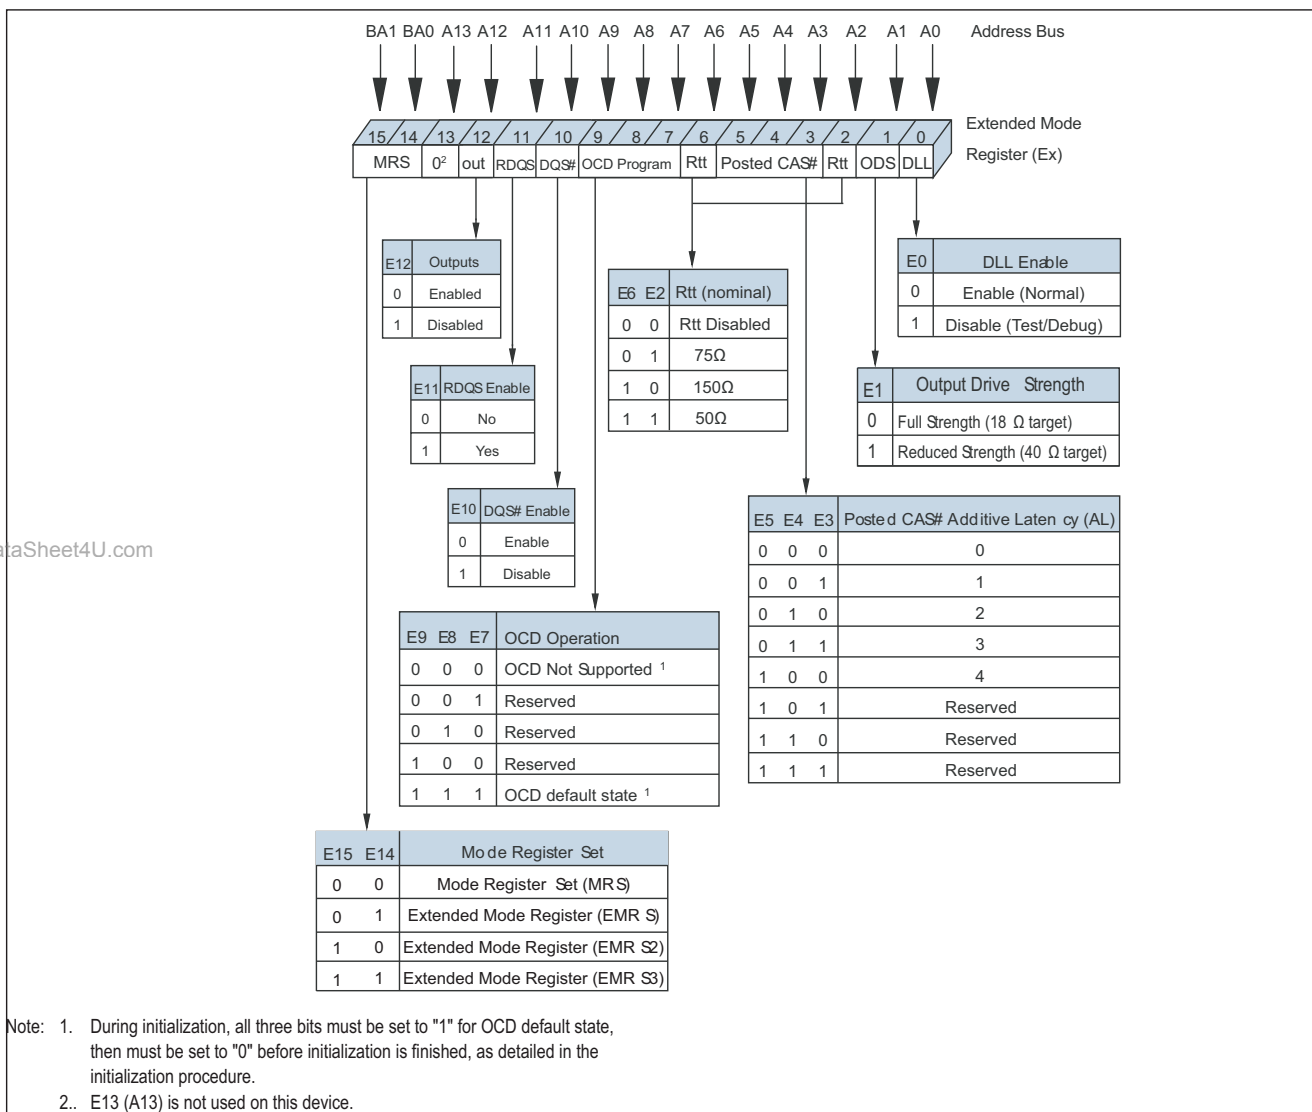 BA1 BA0 A13 A12 A11 A10 A9 A8 A7 A6 A5 A4 A3 A2 A1 A0 Address Bus
15 14 13 12 11 10 9 8 7 6 5 4 3 2 1 0 Extended Mode
Register (Ex)
MRS 0² out RDQS DQS# OCD Program Rtt Posted CAS# Rtt ODS DLL
E12 Outputs
0 Enabled
1 Disabled
E0 DLL Enable
0 Enable (Normal)
1 Disable (Test/Debug)
E6 E2 Rtt (nominal)
0 0 Rtt Disabled
0 1 75Ω
1 0 150Ω
1 1 50Ω
E11 RDQS Enable
0 No
1 Yes
E1 Output Drive Strength
0 Full Strength (18 Ω target)
1 Reduced Strength (40 Ω target)
E10 DQS# Enable
0 Enable
1 Disable
E5 E4 E3 Posted CAS# Additive Laten cy (AL)
0 0 0 0
0 0 1 1
0 1 0 2
0 1 1 3
1 0 0 4
1 0 1 Reserved
1 1 0 Reserved
1 1 1 Reserved
ataSheet4U.com
E9 E8 E7 OCD Operation
0 0 0 OCD Not Supported ¹
0 0 1 Reserved
0 1 0 Reserved
1 0 0 Reserved
1 1 1 OCD default state ¹
E15 E14 Mode Register Set
0 0 Mode Register Set (MRS)
0 1 Extended Mode Register (EMR S)
1 0 Extended Mode Register (EMR S2)
1 1 Extended Mode Register (EMR S3)
Note: 1. During initialization, all three bits must be set to "1" for OCD default state,
then must be set to "0" before initialization is finished, as detailed in the
initialization procedure.
2.. E13 (A13) is not used on this device.